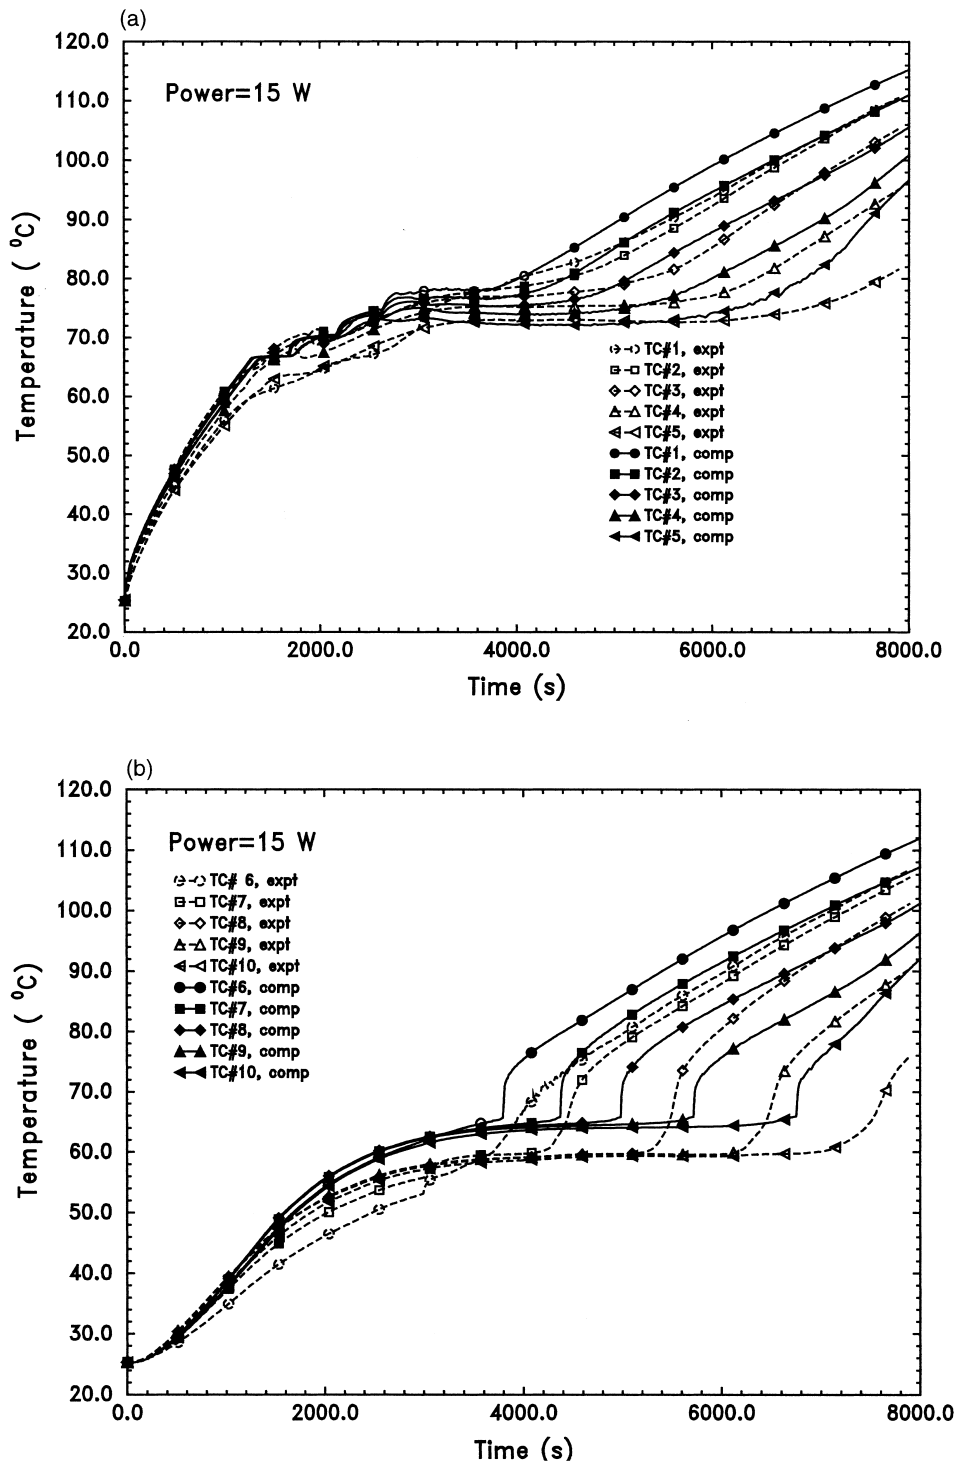 (a)
120.0
110.0
100.0
90.0
80.0
70.0
60.0
50.0
40.0
30.0
20.0
Temperature ( ⁰C)
Power=15 W
TC#1, expt
TC#2, expt
TC#3, expt
TC#4, expt
TC#5, expt
TC#1, comp
TC#2, comp
TC#3, comp
TC#4, comp
TC#5, comp
0.0 2000.0 4000.0 6000.0 8000.0
Time (s)
(b)
120.0
110.0
100.0
90.0
80.0
70.0
60.0
50.0
40.0
30.0
20.0
Temperature ( ⁰C)
Power=15 W
TC# 6, expt
TC#7, expt
TC#8, expt
TC#9, expt
TC#10, expt
TC#6, comp
TC#7, comp
TC#8, comp
TC#9, comp
TC#10, comp
0.0 2000.0 4000.0 6000.0 8000.0
Time (s)